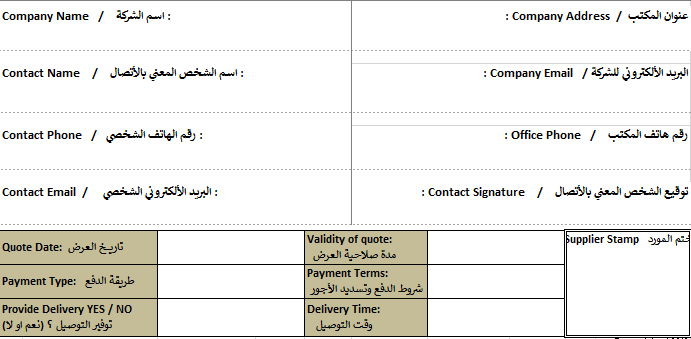 Company Name / اسم الشركة :
عنوان المكتب / Company Address :
Contact Name / اسم الشخص المعني بالأتصال :
البريد الألكتروني للشركة / Company Email :
Contact Phone / رقم الهاتف الشخصي :
رقم هاتف المكتب / Office Phone :
Contact Email / البريد الألكتروني الشخصي :
توقيع الشخص المعني بالأتصال / Contact Signature :
Quote Date: تاريخ العرض
Validity of quote:
مدة صلاحية العرض
Supplier Stamp ختم المورد
Payment Type: طريقة الدفع
Payment Terms:
شروط الدفع وتسديد الأجور
Provide Delivery YES / NO
توفير التوصيل ؟ (نعم او لا)
Delivery Time:
وقت التوصيل